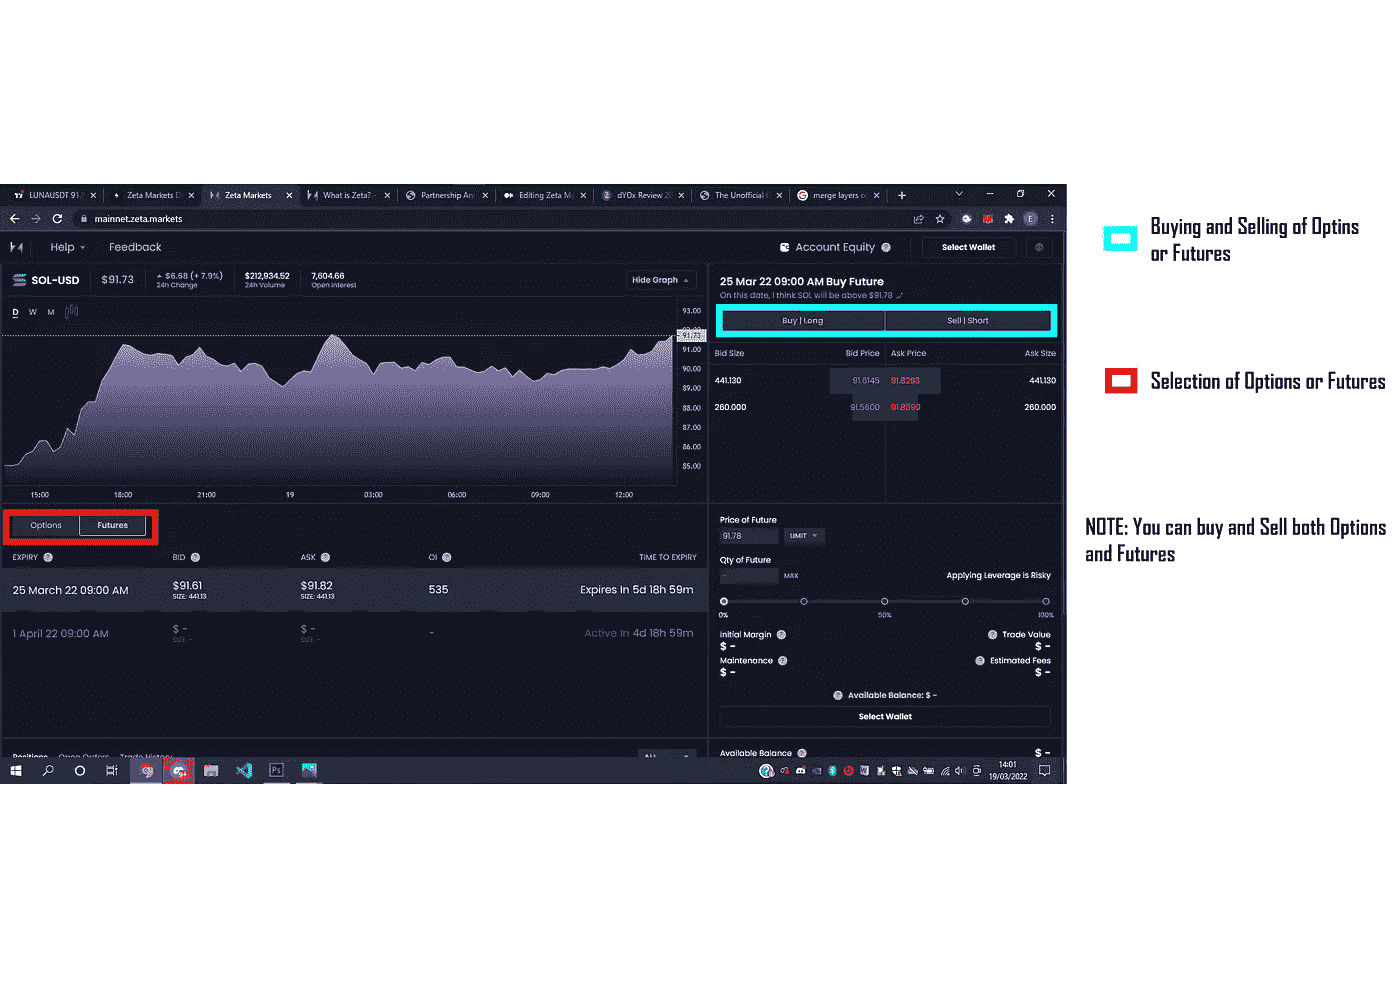 LUNAUSDT 91.
Zeta Markets D
Zeta Markets
What is Zeta? -
Partnership An
Editing Zeta M
dYDx Review 2
The Unofficial
merge layers o
mainnet.zeta.markets
E
Help
Feedback
Account Equity
Select Wallet
SOL-USD
$91.73
$6.68 (+ 7.9%)
24h Change
$212,934.52
24h Volume
7,604.66
Open Interest
Hide Graph
D W M
93.00
91.73
91.00
90.00
89.00
88.00
87.00
86.00
85.00
15:00 18:00 21:00 19 03:00 06:00 09:00 12:00
25 Mar 22 09:00 AM Buy Future
On this date, I think SOL will be above $91.78
Buy | Long
Sell | Short
Bid Size Bid Price Ask Price Ask Size
441.130 91.6145 91.8293 441.130
260.000 91.5600 91.8690 260.000
Options Futures
EXPIRY BID ASK OI TIME TO EXPIRY
25 March 22 09:00 AM $91.61 $91.82 535 Expires In 5d 18h 59m
SIZE: 441.13 SIZE: 441.13
1 April 22 09:00 AM $ - $ - - Active In 4d 18h 59m
SIZE: - SIZE: -
Price of Future
91.78 LIMIT
Qty of Future
- MAX
Applying Leverage is Risky
0% 50% 100%
Initial Margin Trade Value
$ - $ -
Maintenance Estimated Fees
$ - $ -
Available Balance: $ -
Select Wallet
Available Balance $ -
Positions Open Orders Trade History ALL
Ps
14:01
19/03/2022
Buying and Selling of Optins
or Futures
Selection of Options or Futures
NOTE: You can buy and Sell both Options
and Futures